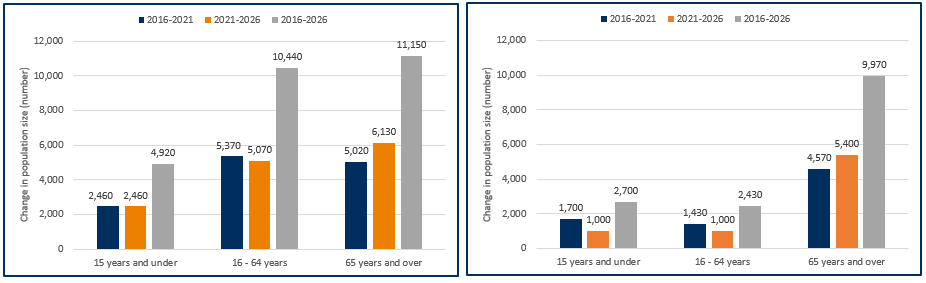 2016-2021 2021-2026 2016-2026
Change in population size (number)
12,000
10,000
8,000
6,000
4,000
2,000
0
2,460 2,460 4,920
5,370 5,070 10,440
5,020 6,130 11,150
15 years and under 16 - 64 years 65 years and over
2016-2021 2021-2026 2016-2026
Change in population size (number)
12,000
10,000
8,000
6,000
4,000
2,000
0
1,700 1,000 2,700
1,430 1,000 2,430
4,570 5,400 9,970
15 years and under 16 - 64 years 65 years and over